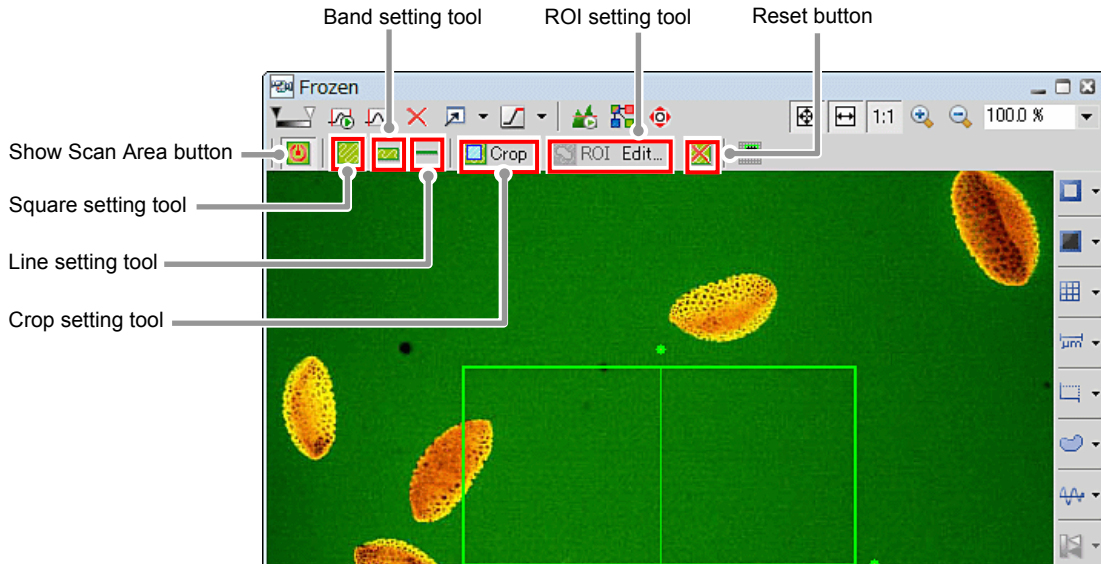 Band setting tool
ROI setting tool
Reset button
Frozen
1:1
100.0 %
Show Scan Area button
Crop
ROI Edit...
Square setting tool
Line setting tool
Crop setting tool
µm